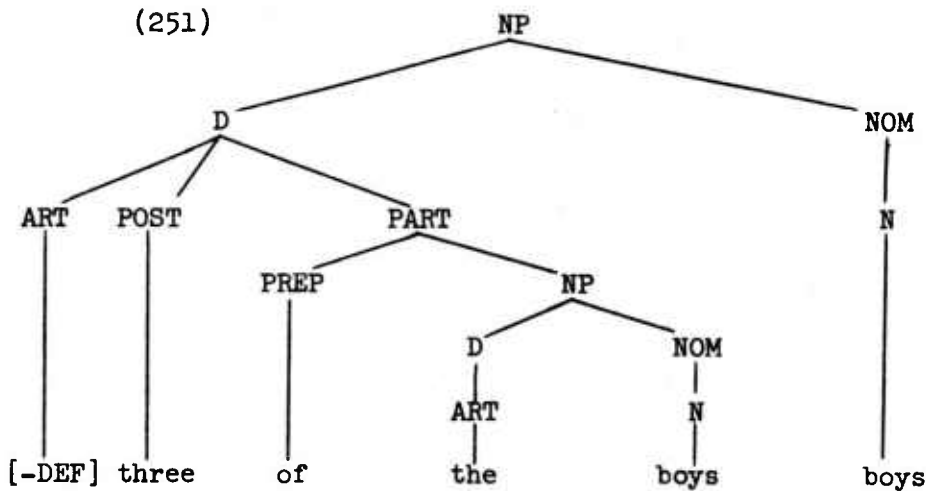 (251) NP
D NOM
ART POST PART N
PREP NP
D NOM
ART N
[-DEF] three of the boys boys